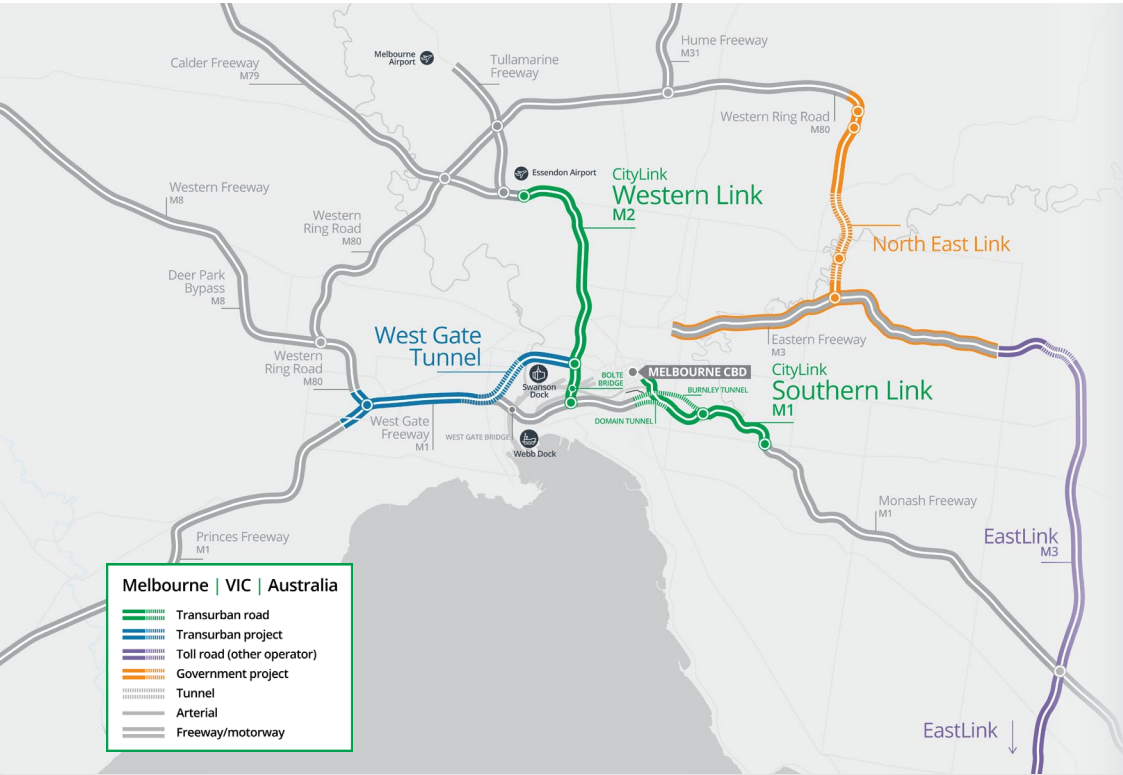 Hume Freeway
M31
Melbourne
Airport
Tullamarine
Freeway
Calder Freeway
M79
Western Ring Road
M80
Essendon Airport
CityLink
Western Link
M2
Western Freeway
M8
Western
Ring Road
M80
North East Link
Deer Park
Bypass
M8
West Gate
Tunnel
Eastern Freeway
M3
Western
Ring Road
M80
BOLTE
BRIDGE
MELBOURNE CBD
CityLink
Southern Link
M1
Swanson
Dock
BURNLEY TUNNEL
DOMAIN TUNNEL
West Gate
Freeway
M1
WEST GATE BRIDGE
Webb Dock
Monash Freeway
M1
Princes Freeway
M1
EastLink
M3
Melbourne | VIC | Australia
Transurban road
Transurban project
Toll road (other operator)
Government project
Tunnel
Arterial
Freeway/motorway
EastLink